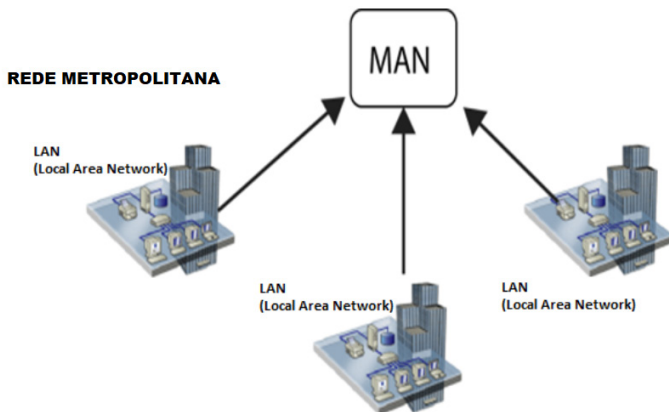 MAN
REDE METROPOLITANA
LAN
(Local Area Network)
LAN
(Local Area Network)
LAN
(Local Area Network)